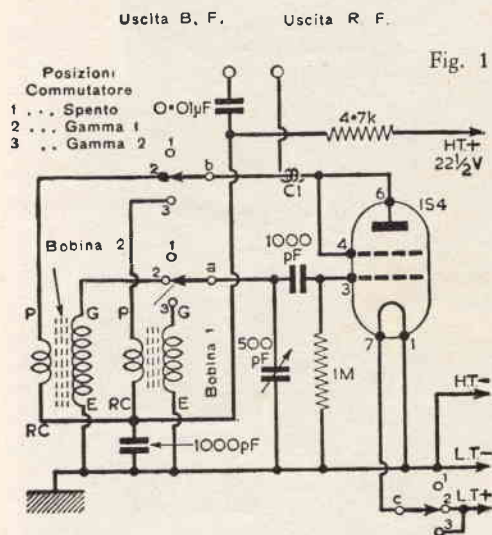 Uscita B. F. Uscita R. F.
Fig. 1
Posizioni
Commutatore
1 . . . Spento
2 . . . Gamma 1
3 . . . Gamma 2
0·01µF
4·7k
HT.+
22½V
1
2
b
3
C1
6
1S4
Bobina 2
1000
pF
4
3
1
2
a
3
P
G
P
G
Bobina 1
500
pF
1M
7
1
E
RC
E
RC
1000pF
H.T.-
L.T.-
1
c
2
L.T.+
3